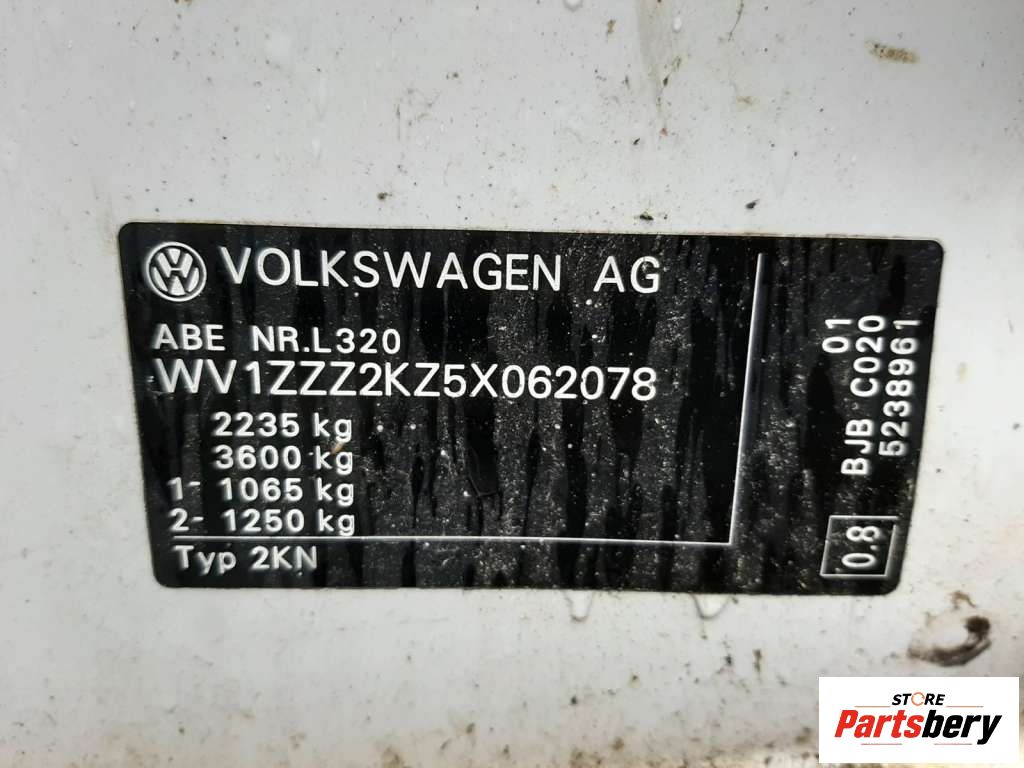 VOLKSWAGEN AG
ABE NR.L320
WV1ZZZ2KZ5X062078
2235 kg
3600 kg
1- 1065 kg
2- 1250 kg
Typ 2KN
01
BJB C020
5238961
0.8
STORE
Partsbery